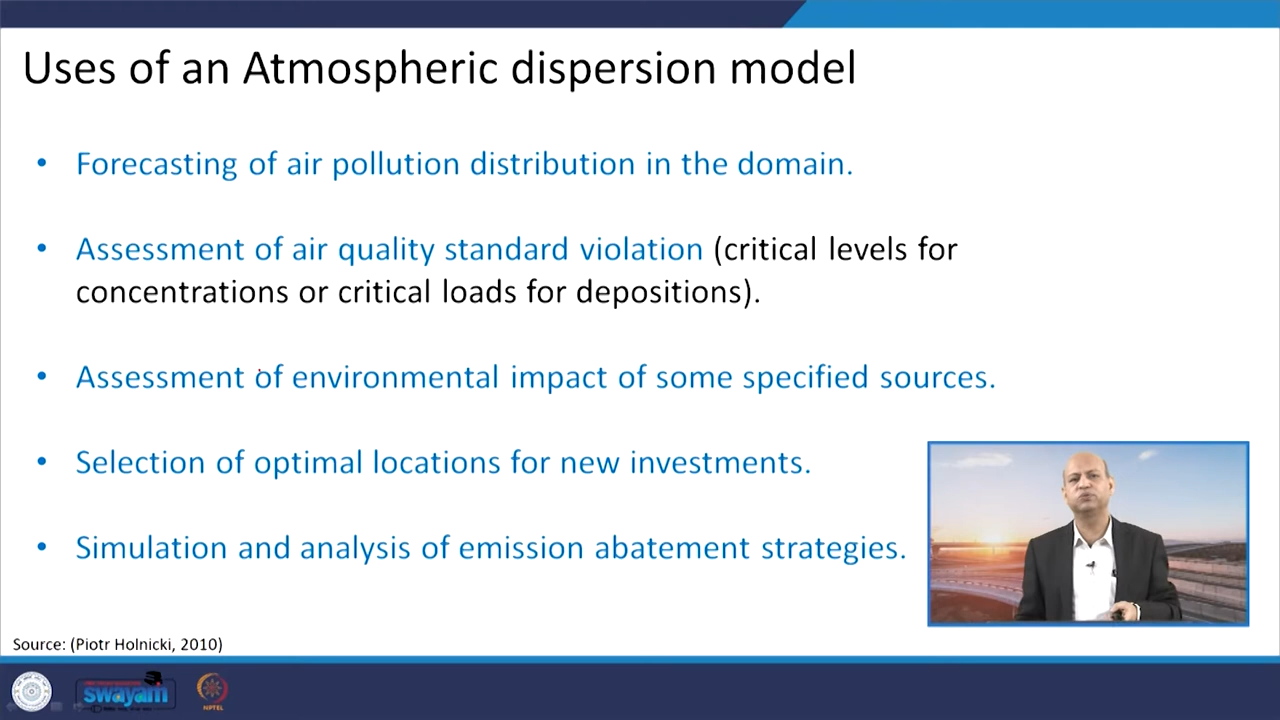 Uses of an Atmospheric dispersion model
• Forecasting of air pollution distribution in the domain.
• Assessment of air quality standard violation (critical levels for
concentrations or critical loads for depositions).
• Assessment of environmental impact of some specified sources.
• Selection of optimal locations for new investments.
• Simulation and analysis of emission abatement strategies.
Source: (Piotr Holnicki, 2010)
swayam
NPTEL